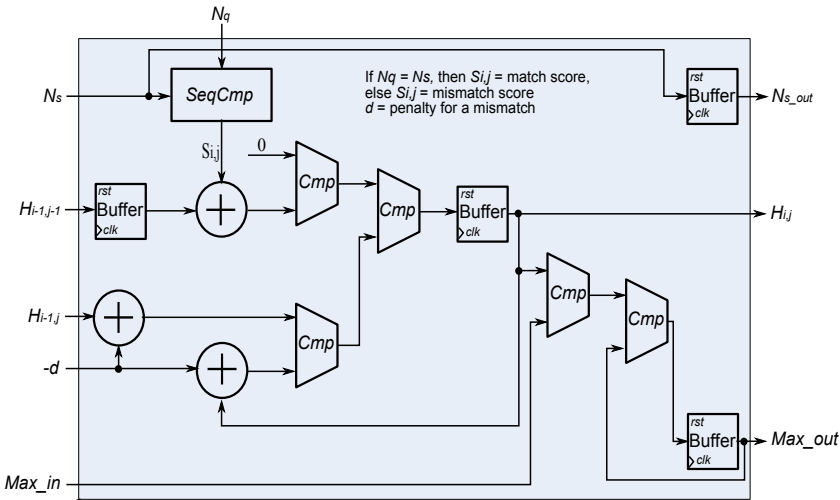 Nq
If Nq = Ns, then Si,j = match score,
else Si,j = mismatch score
d = penalty for a mismatch
Ns
SeqCmp
rst
Buffer
clk
Ns_out
Si,j
0
Cmp
Cmp
Hi-1,j-1
rst
Buffer
clk
+
rst
Buffer
clk
Hi,j
Cmp
Cmp
Hi-1,j
+
Cmp
-d
+
rst
Buffer
clk
Max_out
Max_in